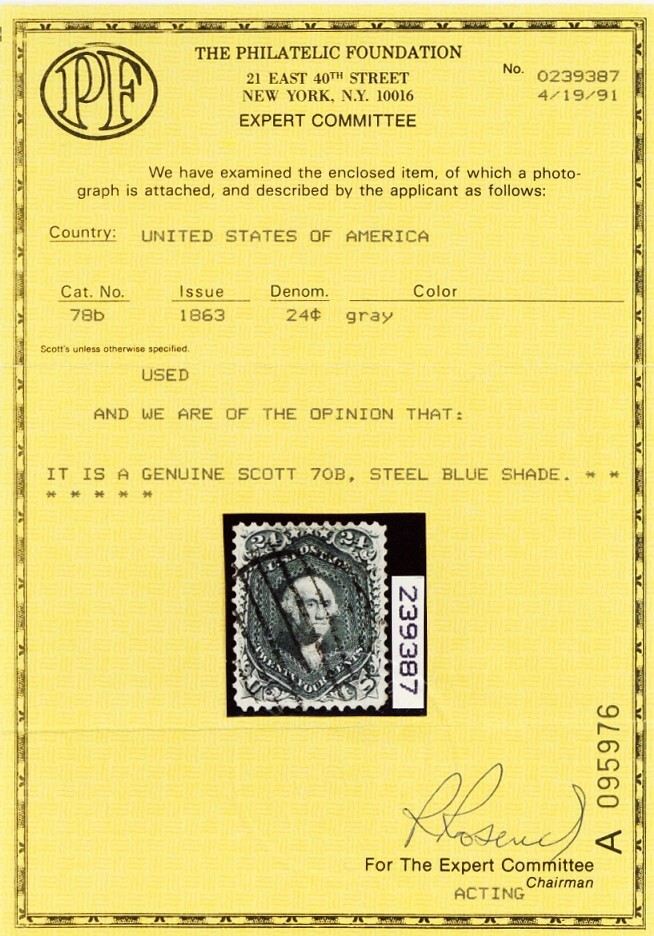 PF
THE PHILATELIC FOUNDATION
21 EAST 40TH STREET
NEW YORK, N.Y. 10016
EXPERT COMMITTEE
No. 0239387
4/19/91
We have examined the enclosed item, of which a photo-
graph is attached, and described by the applicant as follows:
Country: UNITED STATES OF AMERICA
Cat. No. Issue Denom. Color
78b 1863 24¢ gray
Scott's unless otherwise specified.
USED
AND WE ARE OF THE OPINION THAT:
IT IS A GENUINE SCOTT 70B, STEEL BLUE SHADE. * *
* * * * *
24 24
U S
239387
A 095976
For The Expert Committee
Chairman
ACTING